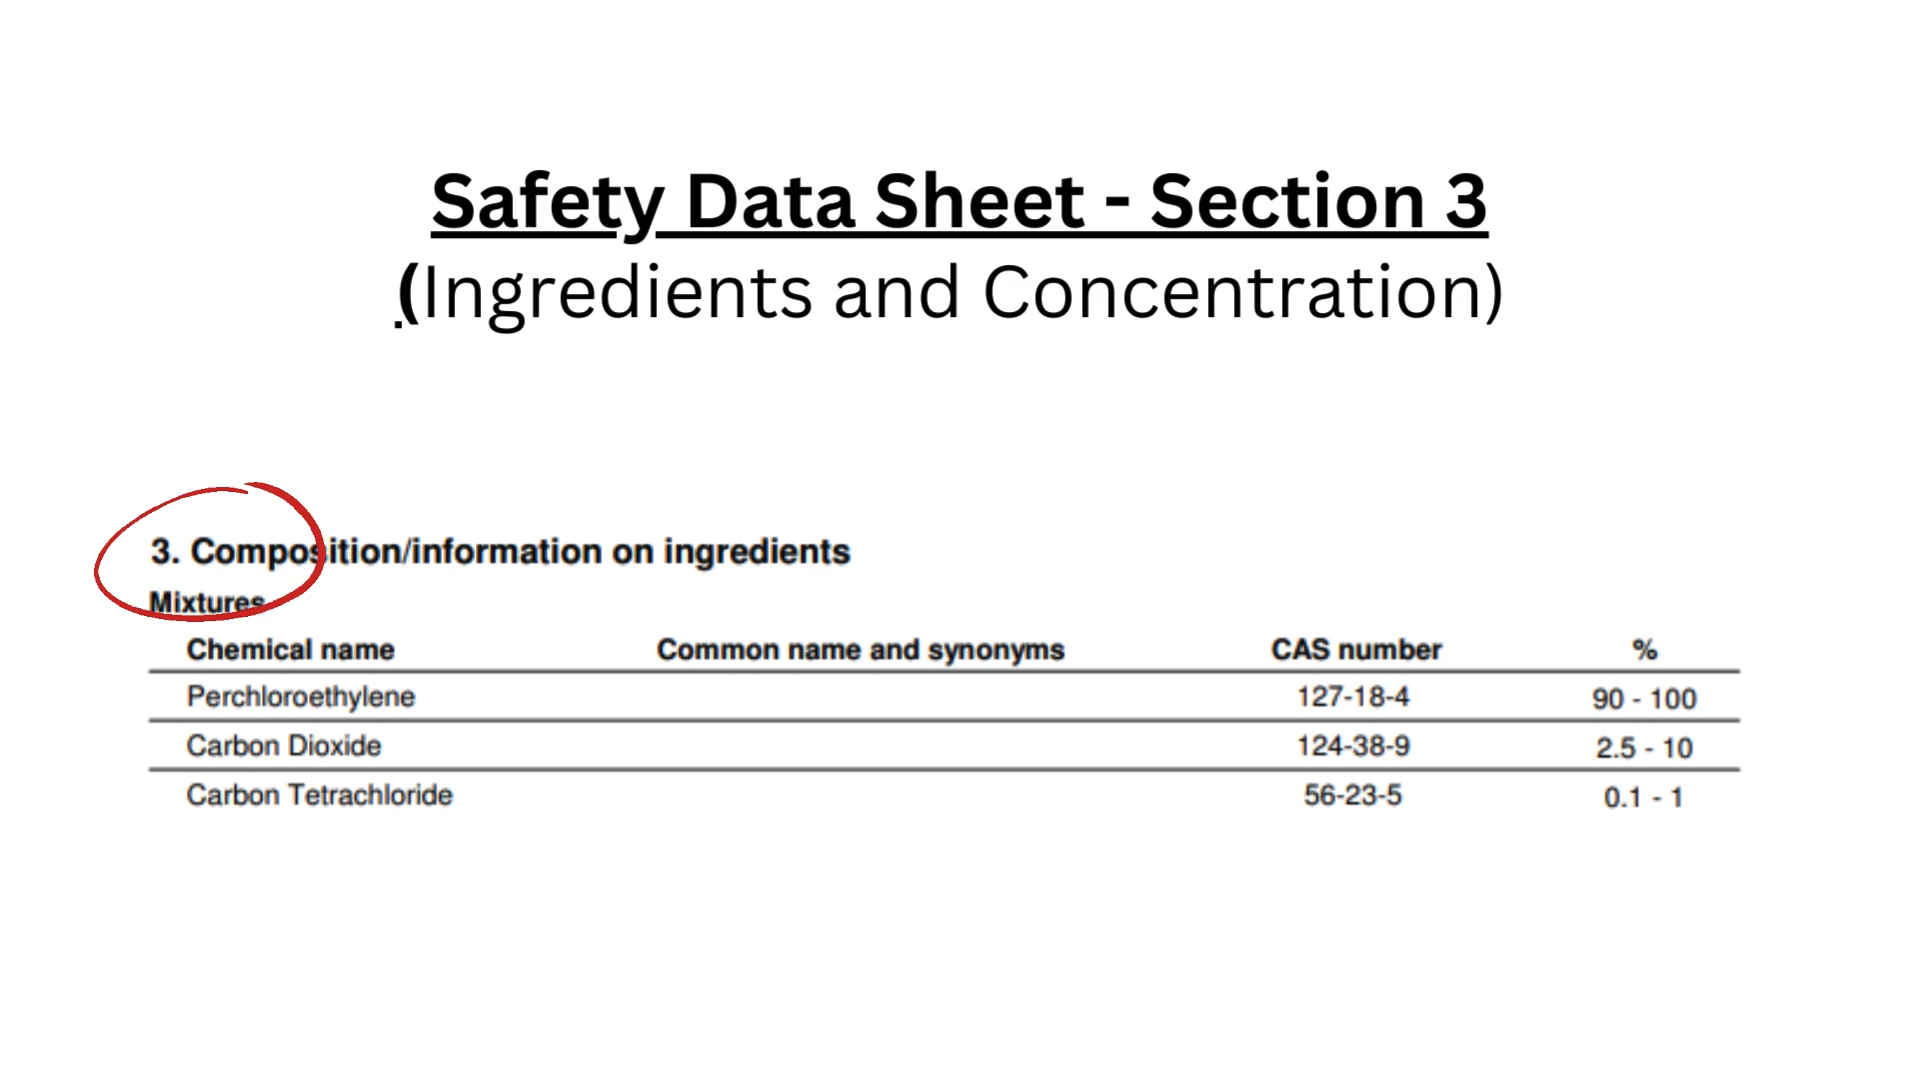 Safety Data Sheet - Section 3
(Ingredients and Concentration)
3. Composition/information on ingredients
Mixtures
Chemical name Common name and synonyms CAS number %
Perchloroethylene 127-18-4 90 - 100
Carbon Dioxide 124-38-9 2.5 - 10
Carbon Tetrachloride 56-23-5 0.1 - 1